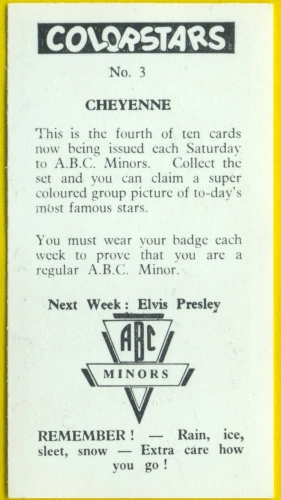 COLORSTARS
No. 3
CHEYENNE
This is the fourth of ten cards
now being issued each Saturday
to A.B.C. Minors. Collect the
set and you can claim a super
coloured group picture of to-day's
most famous stars.
You must wear your badge each
week to prove that you are a
regular A.B.C. Minor.
Next Week: Elvis Presley
ABC
MINORS
REMEMBER! — Rain, ice,
sleet, snow — Extra care how
you go!